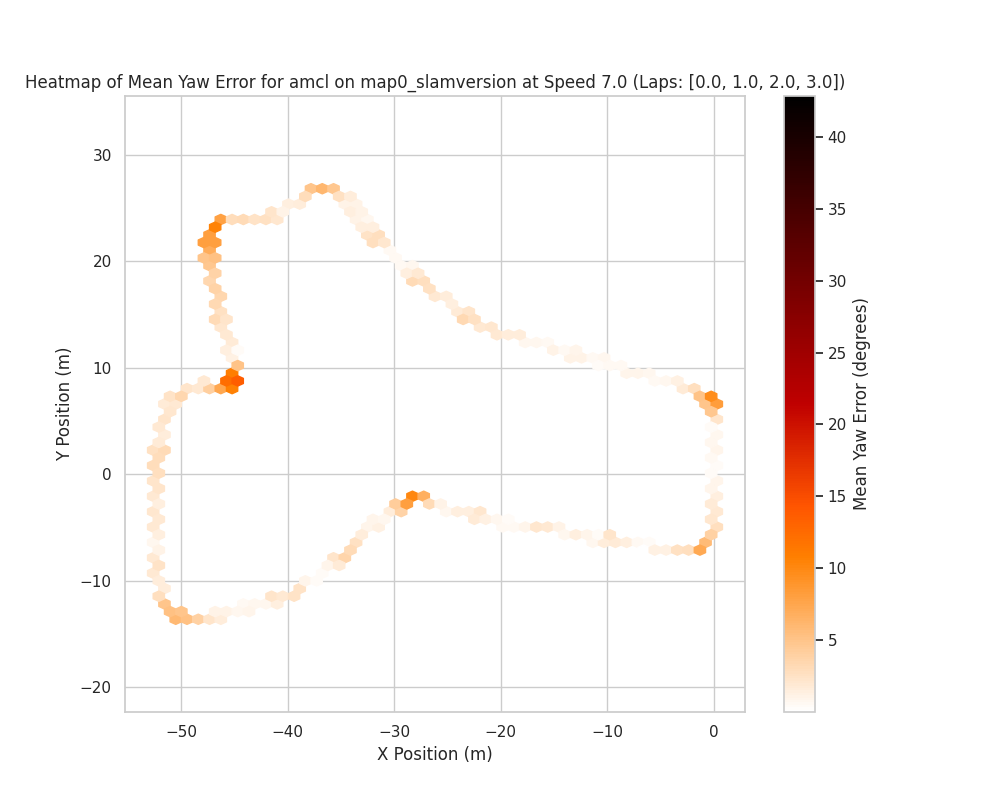 Heatmap of Mean Yaw Error for amcl on map0_slamversion at Speed 7.0 (Laps: [0.0, 1.0, 2.0, 3.0])
30
20
10
0
−10
−20
Y Position (m)
−50 −40 −30 −20 −10 0
X Position (m)
40
35
30
25
20
15
10
5
Mean Yaw Error (degrees)